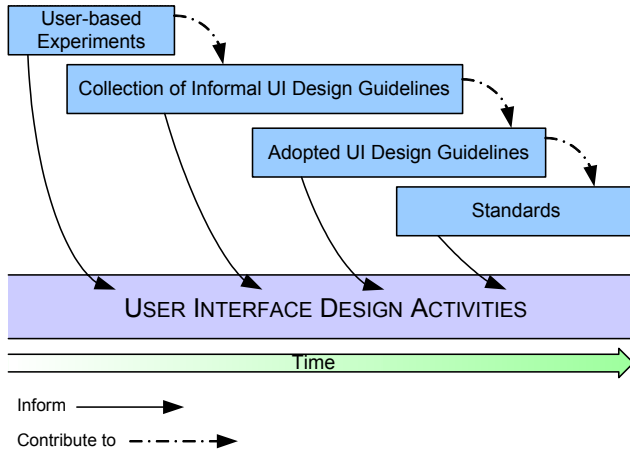 User-based
Experiments
Collection of Informal UI Design Guidelines
Adopted UI Design Guidelines
Standards
USER INTERFACE DESIGN ACTIVITIES
Time
Inform
Contribute to